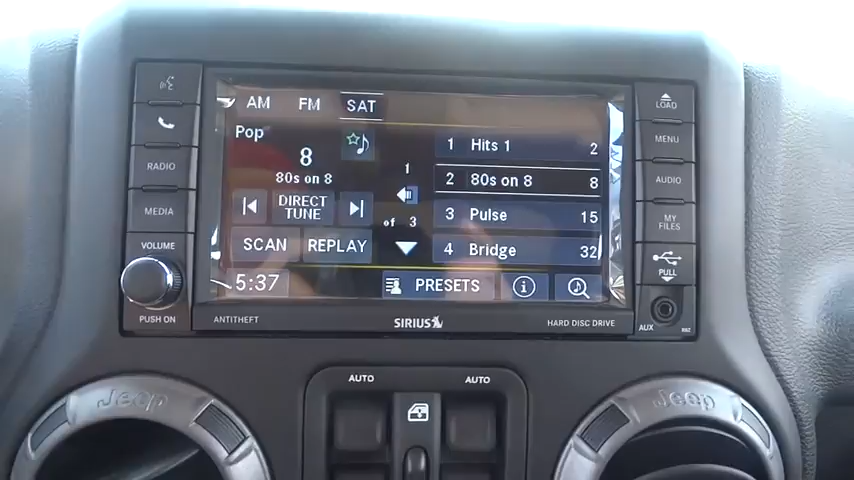 AM FM SAT
Pop
8
80s on 8
DIRECT
TUNE
SCAN REPLAY
5:37
1
of 3
1 Hits 1 2
2 80s on 8 8
3 Pulse 15
4 Bridge 32
PRESETS
RADIO
MEDIA
VOLUME
PUSH ON
LOAD
MENU
AUDIO
MY
FILES
PULL
AUX
ANTITHEFT
SIRIUS
HARD DISC DRIVE
AUTO AUTO
Jeep
Jeep